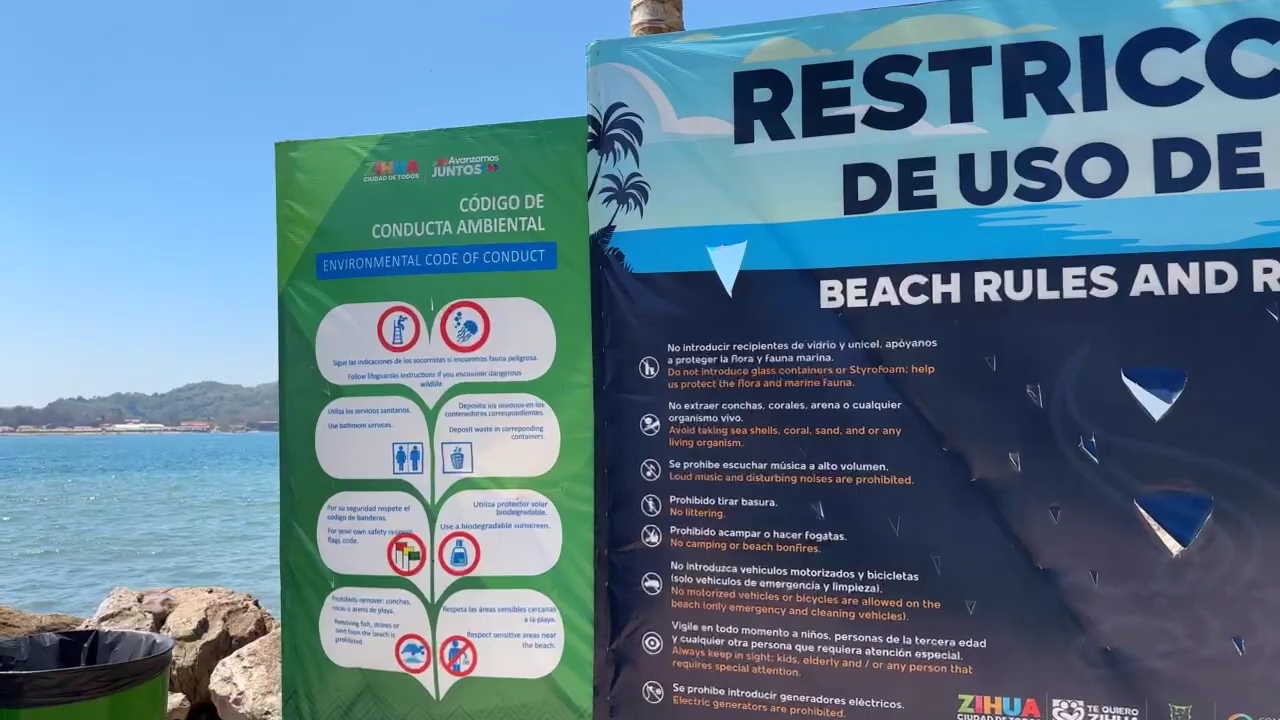 ZIHUA
CIUDAD DE TODOS
Avanzamos
JUNTOS
CÓDIGO DE
CONDUCTA AMBIENTAL
ENVIRONMENTAL CODE OF CONDUCT
Sigue las indicaciones de los socorristas si encuentras fauna peligrosa.
Follow lifeguards instructions if you encounter dangerous
wildlife.
Utiliza los servicios sanitarios.
Use bathroom services.
Deposita los residuos en los
contenedores correspondientes.
Deposit waste in correponding
containers.
Por su seguridad respete el
código de banderas.
For your own safety respect
flags code.
Utiliza protector solar
biodegradable.
Use a biodegradable sunscreen.
Prohibido remover: conchas,
rocas o arena de playa.
Removing fish, stones or
sand from the beach is
prohibited.
Respeta las áreas sensibles cercanas
a la playa.
Respect sensitive areas near
the beach.
RESTRICC
DE USO DE
BEACH RULES AND R
No introducir recipientes de vidrio y unicel, apóyanos
a proteger la flora y fauna marina.
Do not introduce glass containers or Styrofoam; help
us protect the flora and marine fauna.
No extraer conchas, corales, arena o cualquier
organismo vivo.
Avoid taking sea shells, coral, sand, and or any
living organism.
Se prohibe escuchar música a alto volumen.
Loud music and disturbing noises are prohibited.
Prohibido tirar basura.
No littering.
Prohibido acampar o hacer fogatas.
No camping or beach bonfires.
No introduzca vehículos motorizados y bicicletas
(solo vehículos de emergencia y limpieza).
No motorized vehicles or bicycles are allowed on the
beach (only emergency and cleaning vehicles).
Vigile en todo momento a niños, personas de la tercera edad
y cualquier otra persona que requiera atención especial.
Always keep in sight: kids, elderly and / or any person that
requires special attention.
Se prohibe introducir generadores eléctricos.
Electric generators are prohibited.
ZIHUA
CIUDAD DE TODOS
TE QUIERO